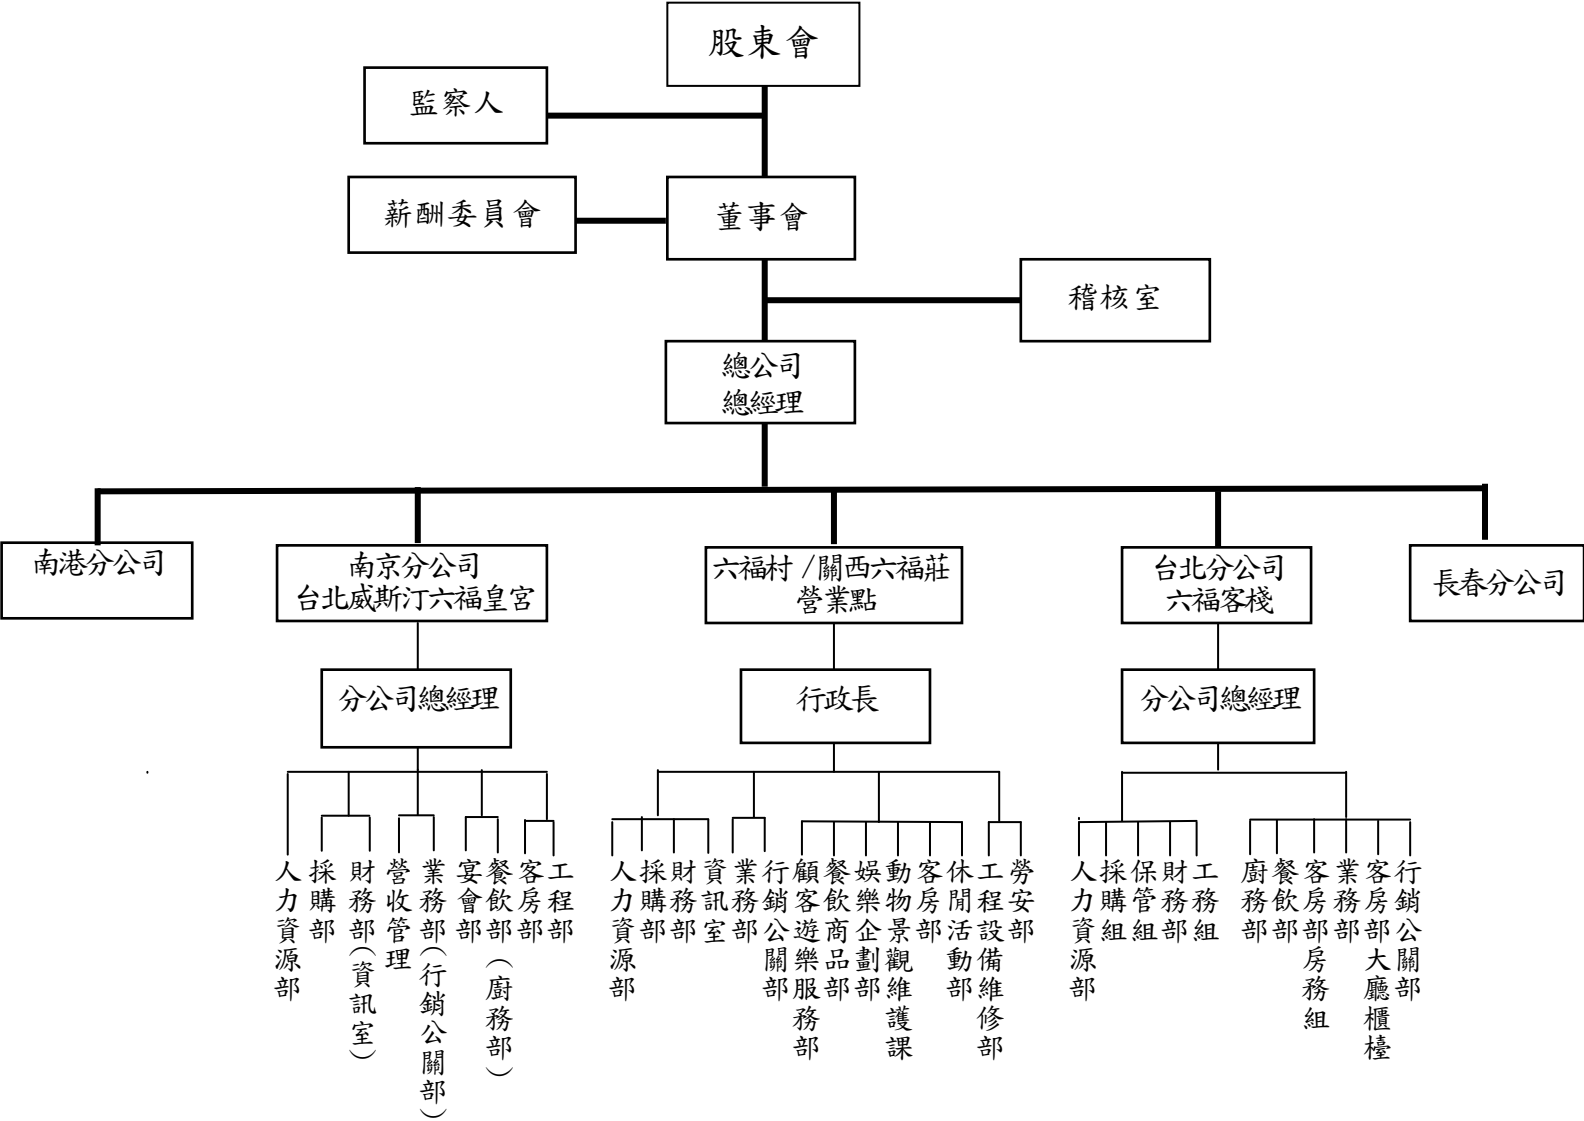 股東會
監察人
薪酬委員會
董事會
稽核室
總公司
總經理
南港分公司
南京分公司
台北威斯汀六福皇宮
六福村/關西六福莊
營業點
台北分公司
六福客棧
長春分公司
分公司總經理
行政長
分公司總經理
人力資源部
採購部
財務部(資訊室)
營收管理
業務部(行銷公關部)
宴會部
餐飲部(廚務部)
客房部
工程部
人力資源部
採購部
財務部
資訊室
業務部
行銷公關部
顧客遊樂服務部
餐飲商品部
娛樂企劃部
動物景觀維護課
客房部
休閒活動部
工程設備維修部
勞安部
人力資源部
採購組
保管組
財務部
工務組
廚務部
餐飲部
客房部房務組
業務部
客房部大廳櫃檯
行銷公關部